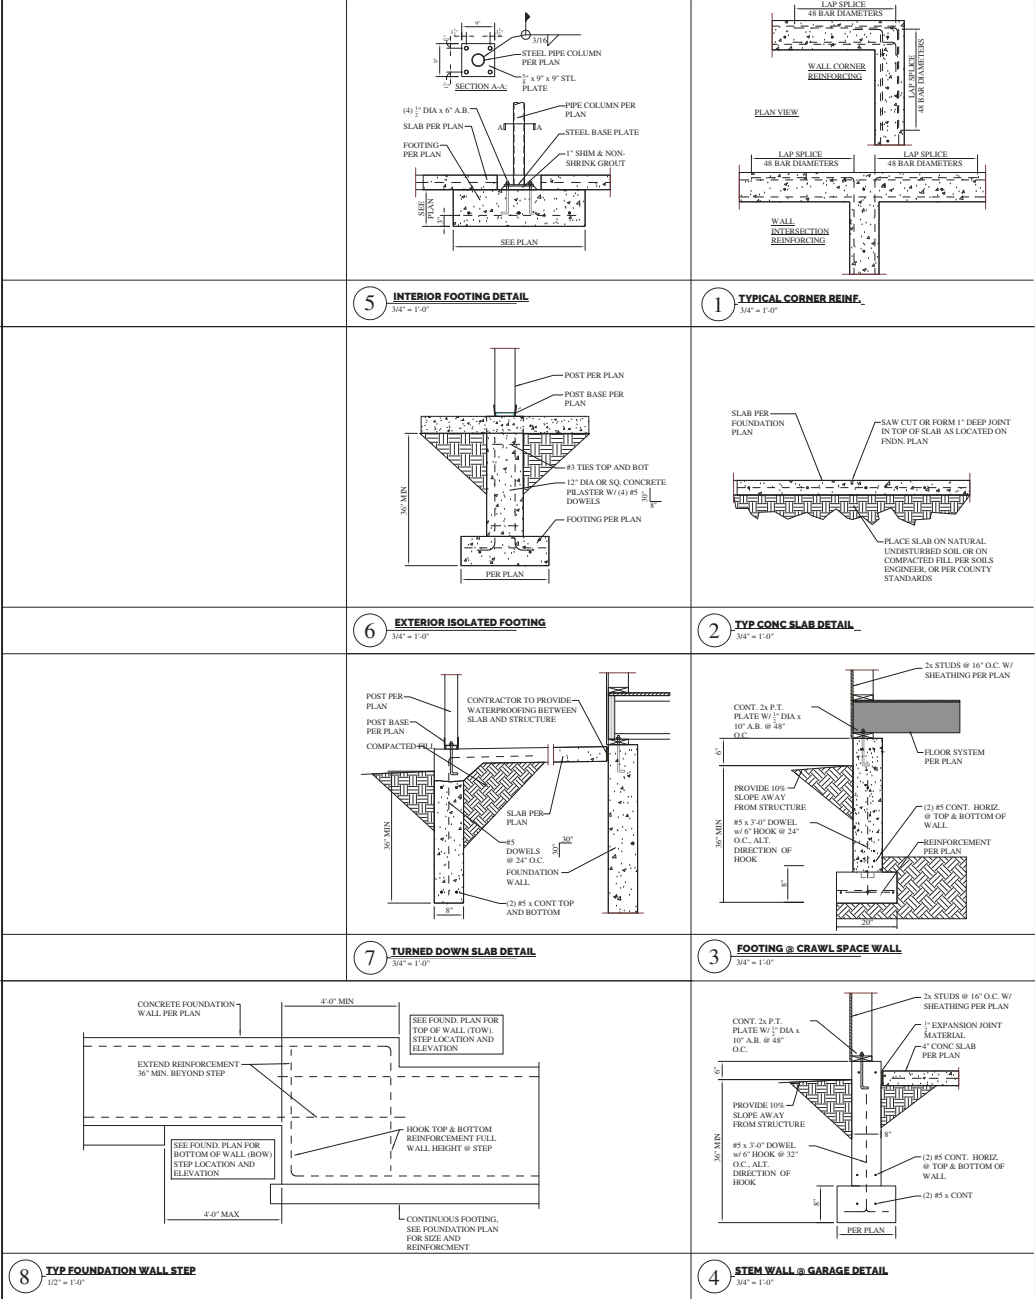 9"
9"
3/16
STEEL PIPE COLUMN
PER PLAN
5/8" x 9" x 9" STL
PLATE
SECTION A-A:
(4) 1/2" DIA x 6" A.B.
SLAB PER PLAN
FOOTING
PER PLAN
PIPE COLUMN PER
PLAN
A
A
STEEL BASE PLATE
1" SHIM & NON-
SHRINK GROUT
SEE
PLAN
3"
SEE PLAN
5
INTERIOR FOOTING DETAIL
3/4" = 1'-0"
LAP SPLICE
48 BAR DIAMETERS
LAP SPLICE
48 BAR DIAMETERS
WALL CORNER
REINFORCING
PLAN VIEW
LAP SPLICE
48 BAR DIAMETERS
LAP SPLICE
48 BAR DIAMETERS
WALL
INTERSECTION
REINFORCING
1
TYPICAL CORNER REINF.
3/4" = 1'-0"
POST PER PLAN
POST BASE PER
PLAN
#3 TIES TOP AND BOT
12" DIA OR SQ. CONCRETE
PILASTER W/ (4) #5
DOWELS
30"
8"
FOOTING PER PLAN
36" MIN
PER PLAN
6
EXTERIOR ISOLATED FOOTING
3/4" = 1'-0"
SLAB PER
FOUNDATION
PLAN
SAW CUT OR FORM 1" DEEP JOINT
IN TOP OF SLAB AS LOCATED ON
FNDN. PLAN
PLACE SLAB ON NATURAL
UNDISTURBED SOIL OR ON
COMPACTED FILL PER SOILS
ENGINEER, OR PER COUNTY
STANDARDS
2
TYP CONC SLAB DETAIL
3/4" = 1'-0"
POST PER
PLAN
POST BASE
PER PLAN
COMPACTED FILL
CONTRACTOR TO PROVIDE
WATERPROOFING BETWEEN
SLAB AND STRUCTURE
SLAB PER
PLAN
36" MIN
#5
DOWELS
@ 24" O.C.
30"
30"
FOUNDATION
WALL
(2) #5 x CONT TOP
AND BOTTOM
8"
7
TURNED DOWN SLAB DETAIL
3/4" = 1'-0"
2x STUDS @ 16" O.C. W/
SHEATHING PER PLAN
CONT. 2x P.T.
PLATE W/ 1/2" DIA x
10" A.B. @ 48"
O.C.
6"
FLOOR SYSTEM
PER PLAN
PROVIDE 10%
SLOPE AWAY
FROM STRUCTURE
36" MIN
#5 x 3'-0" DOWEL
w/ 6" HOOK @ 24"
O.C., ALT.
DIRECTION OF
HOOK
(2) #5 CONT. HORIZ.
@ TOP & BOTTOM OF
WALL
REINFORCEMENT
PER PLAN
8"
20"
3
FOOTING @ CRAWL SPACE WALL
3/4" = 1'-0"
CONCRETE FOUNDATION
WALL PER PLAN
4'-0" MIN
SEE FOUND. PLAN FOR
TOP OF WALL (TOW).
STEP LOCATION AND
ELEVATION
EXTEND REINFORCEMENT
36" MIN. BEYOND STEP
HOOK TOP & BOTTOM
REINFORCEMENT FULL
WALL HEIGHT @ STEP
SEE FOUND. PLAN FOR
BOTTOM OF WALL (BOW)
STEP LOCATION AND
ELEVATION
4'-0" MAX
CONTINUOUS FOOTING,
SEE FOUNDATION PLAN
FOR SIZE AND
REINFORCMENT
8
TYP FOUNDATION WALL STEP
1/2" = 1'-0"
2x STUDS @ 16" O.C. W/
SHEATHING PER PLAN
CONT. 2x P.T.
PLATE W/ 1/2" DIA x
10" A.B. @ 48"
O.C.
1/2" EXPANSION JOINT
MATERIAL
4" CONC SLAB
PER PLAN
6"
PROVIDE 10%
SLOPE AWAY
FROM STRUCTURE
8"
36" MIN
#5 x 3'-0" DOWEL
w/ 6" HOOK @ 32"
O.C., ALT.
DIRECTION OF
HOOK
(2) #5 CONT. HORIZ.
@ TOP & BOTTOM OF
WALL
(2) #5 x CONT
8"
PER PLAN
4
STEM WALL @ GARAGE DETAIL
3/4" = 1'-0"